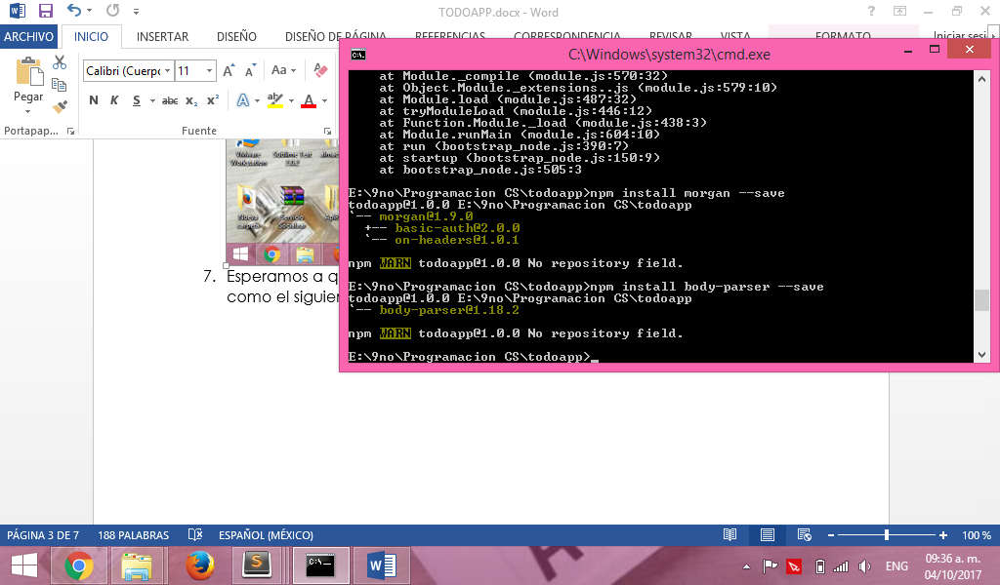 TODOAPP.docx - Word
ARCHIVO INICIO INSERTAR DISEÑO DISEÑO DE PÁGINA REFERENCIAS CORRESPONDENCIA REVISAR VISTA FORMATO Iniciar sesi
C:\Windows\system32\cmd.exe
Pegar
Calibri (Cuerpo 11
N K S abc x₂ x²
Portapap... Fuente
at Module._compile (module.js:570:32)
at Object.Module._extensions..js (module.js:579:10)
at Module.load (module.js:487:32)
at tryModuleLoad (module.js:446:12)
at Function.Module._load (module.js:438:3)
at Module.runMain (module.js:604:10)
at run (bootstrap_node.js:390:7)
at startup (bootstrap_node.js:150:9)
at bootstrap_node.js:505:3
E:\9no\Programacion CS\todoapp>npm install morgan --save
todoapp@1.0.0 E:\9no\Programacion CS\todoapp
`-- morgan@1.9.0
+-- basic-auth@2.0.0
`-- on-headers@1.0.1
npm WARN todoapp@1.0.0 No repository field.
E:\9no\Programacion CS\todoapp>npm install body-parser --save
todoapp@1.0.0 E:\9no\Programacion CS\todoapp
`-- body-parser@1.18.2
npm WARN todoapp@1.0.0 No repository field.
E:\9no\Programacion CS\todoapp>_
VMware Workstation
Sublime Text
Nueva carpeta
Servicio
7. Esperamos a q
como el siguien
PÁGINA 3 DE 7 188 PALABRAS ESPAÑOL (MÉXICO) 100 %
ENG
09:36 a. m.
04/10/2017